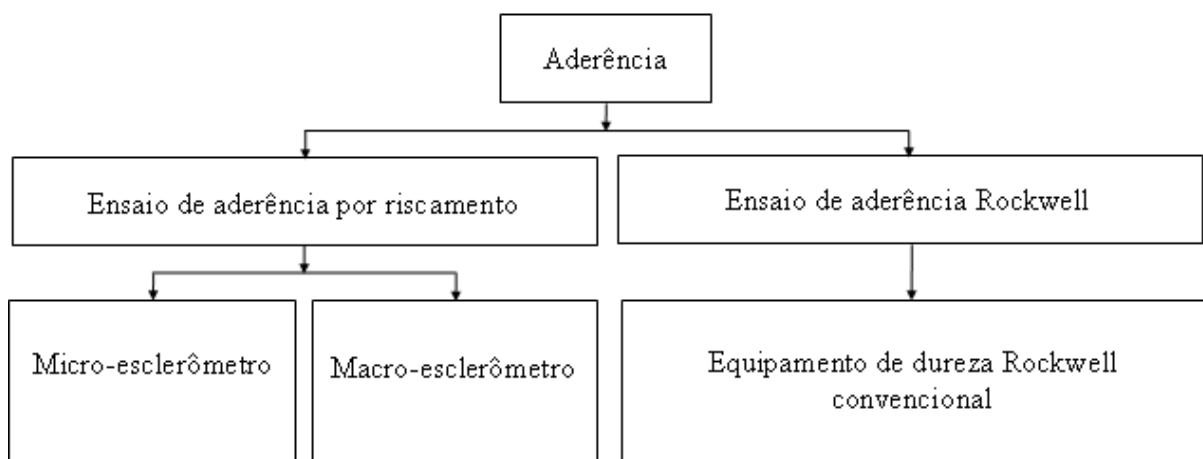 Aderência
Ensaio de aderência por riscamento
Ensaio de aderência Rockwell
Micro-esclerômetro
Macro-esclerômetro
Equipamento de dureza Rockwell
convencional